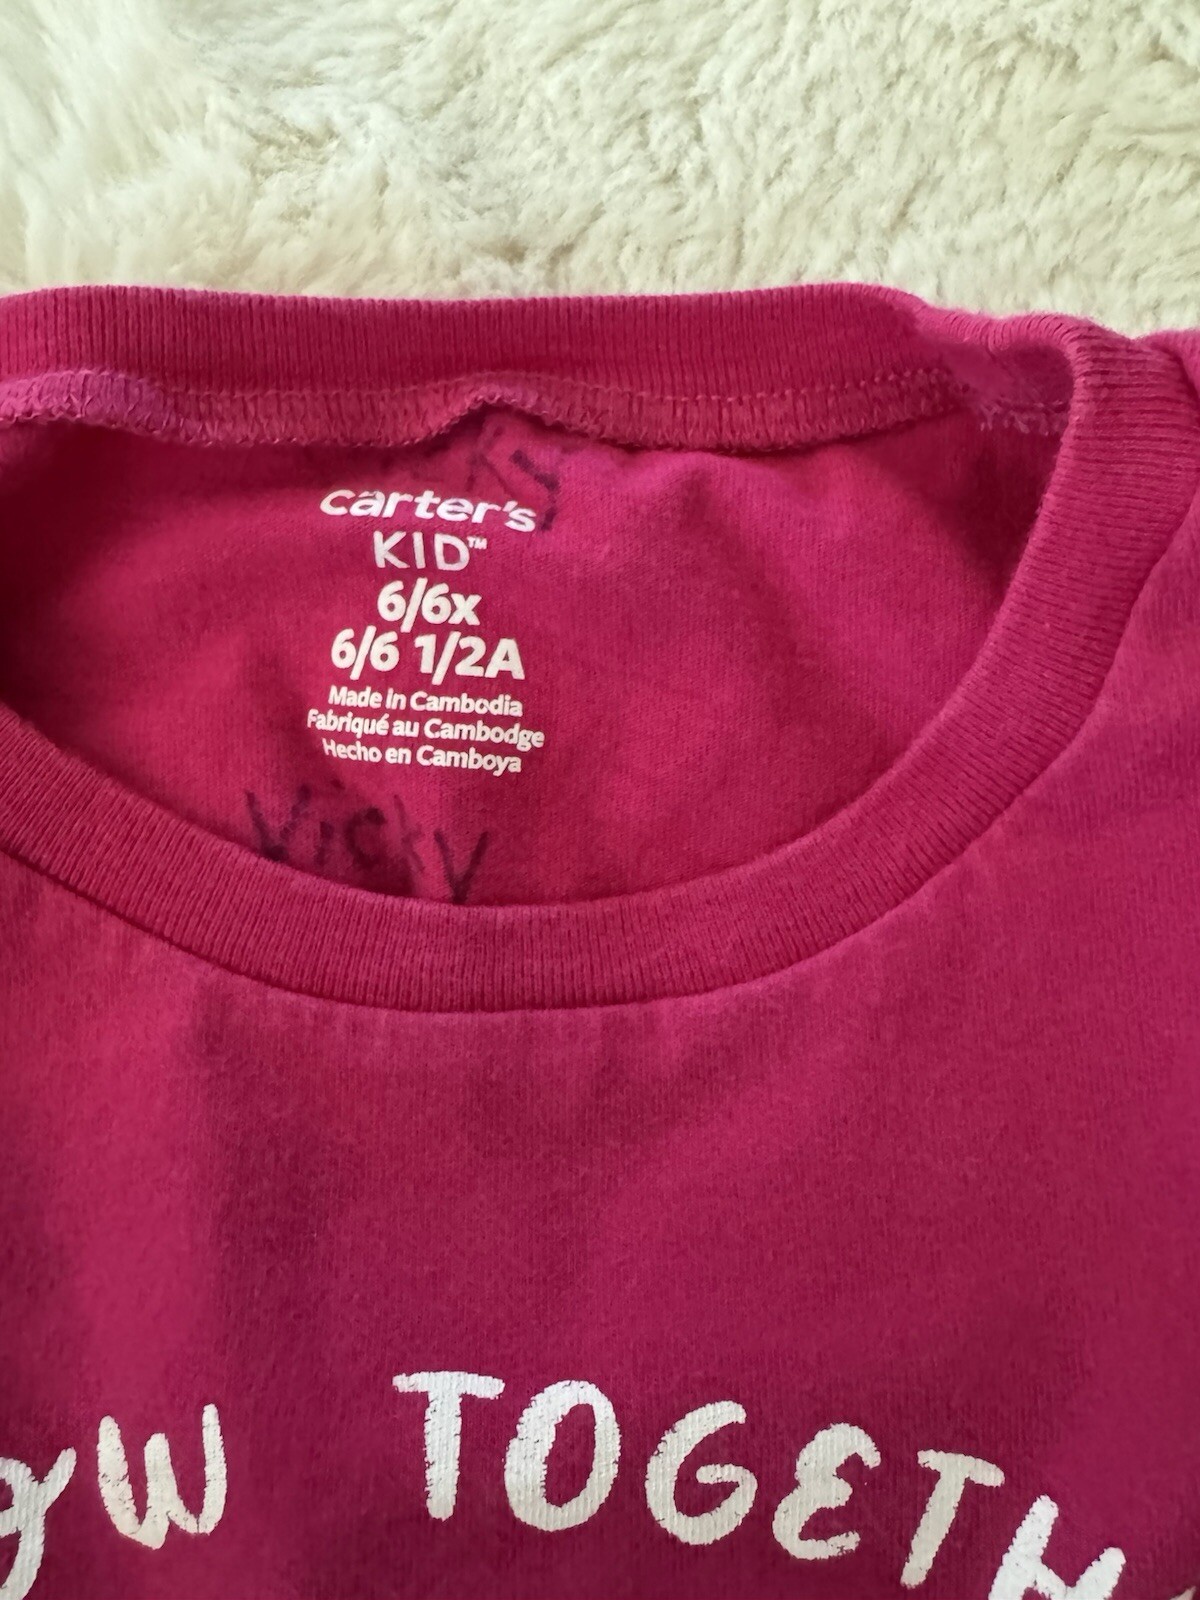 carter's
KID™
6/6x
6/6 1/2A
Made in Cambodia
Fabriqué au Cambodge
Hecho en Camboya
Vicky
TOGETH